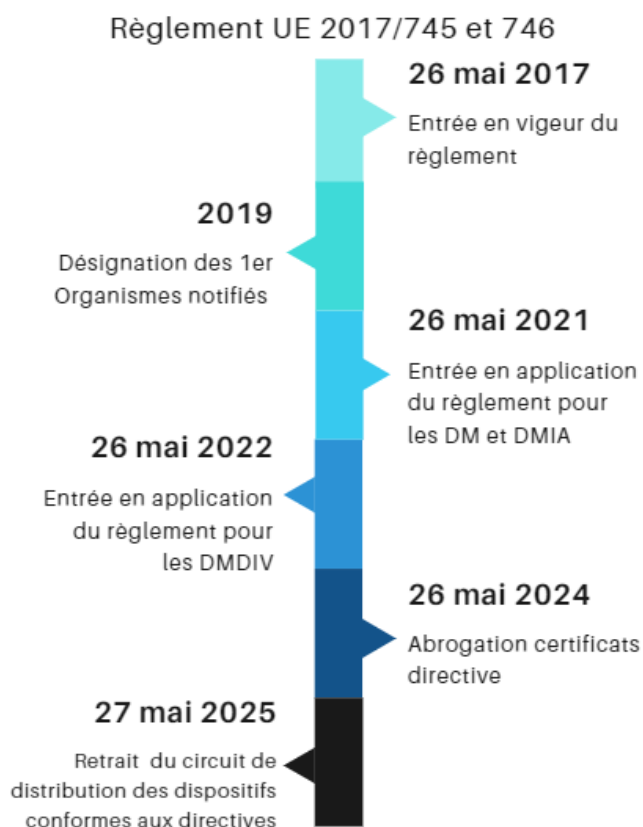 Règlement UE 2017/745 et 746
26 mai 2017
Entrée en vigeur du
règlement
2019
Désignation des 1er
Organismes notifiés
26 mai 2021
Entrée en application
du règlement pour
les DM et DMIA
26 mai 2022
Entrée en application
du règlement pour
les DMDIV
26 mai 2024
Abrogation certificats
directive
27 mai 2025
Retrait du circuit de
distribution des dispositifs
conformes aux directives